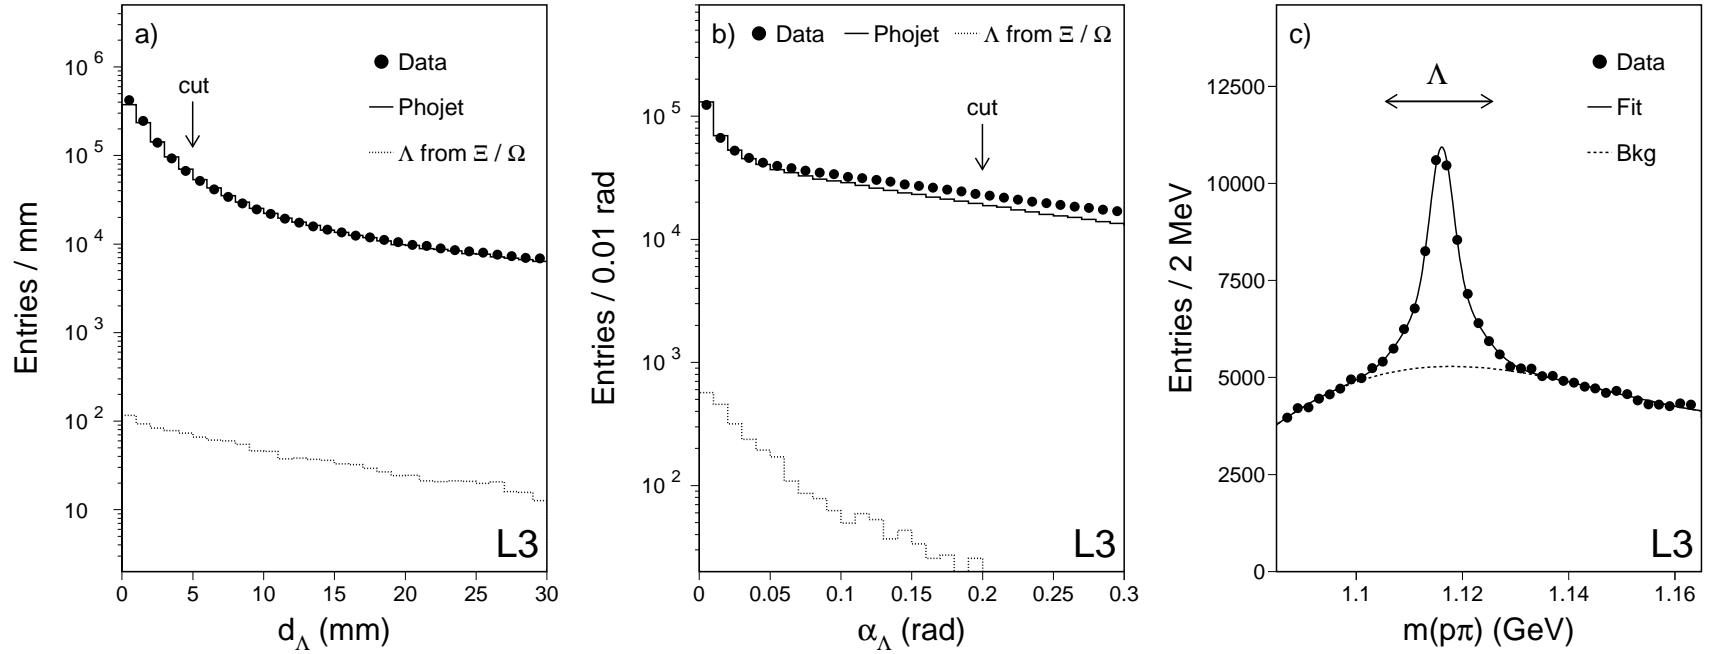 a)
Data
Phojet
Λ from Ξ / Ω
cut
10^6
10^5
10^4
10^3
10^2
10
Entries / mm
L3
0 5 10 15 20 25 30
d_Λ (mm)
b) Data Phojet Λ from Ξ / Ω
cut
10^5
10^4
10^3
10^2
Entries / 0.01 rad
L3
0 0.05 0.1 0.15 0.2 0.25 0.3
α_Λ (rad)
c)
Λ
Data
Fit
Bkg
12500
10000
7500
5000
2500
0
Entries / 2 MeV
L3
1.1 1.12 1.14 1.16
m(pπ) (GeV)